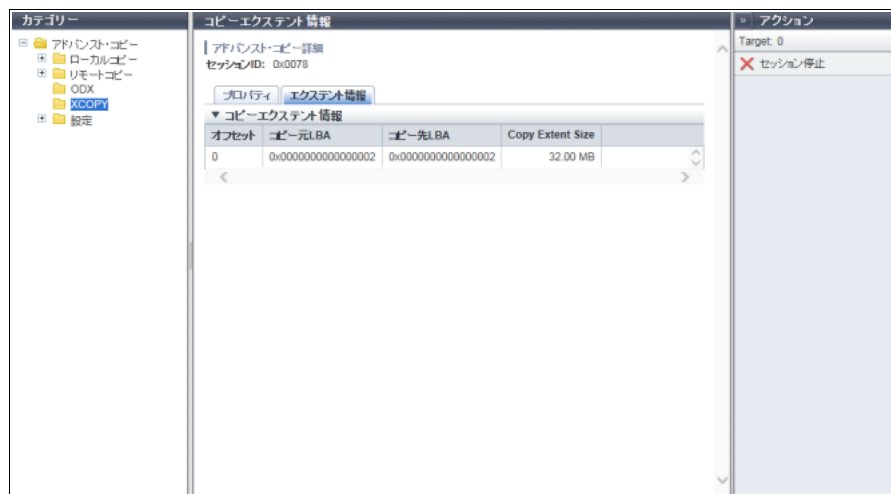 カテゴリー
アドバンスト・コピー
ローカルコピー
リモートコピー
ODX
XCOPY
設定
コピーエクステント情報
アドバンスト・コピー詳細
セッションID: 0x0078
プロパティ エクステント情報
▼ コピーエクステント情報
オフセット コピー元LBA コピー先LBA Copy Extent Size
0 0x0000000000000002 0x0000000000000002 32.00 MB
» アクション
Target: 0
セッション停止